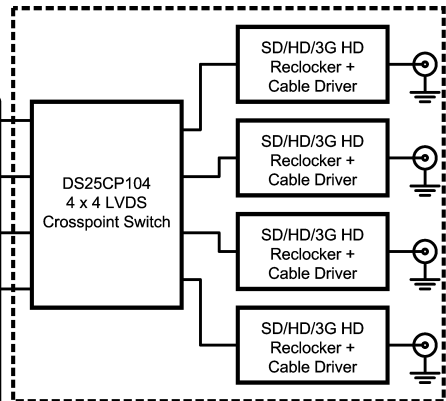 SD/HD/3G HD
Reclocker +
Cable Driver
SD/HD/3G HD
Reclocker +
Cable Driver
DS25CP104
4 x 4 LVDS
Crosspoint Switch
SD/HD/3G HD
Reclocker +
Cable Driver
SD/HD/3G HD
Reclocker +
Cable Driver